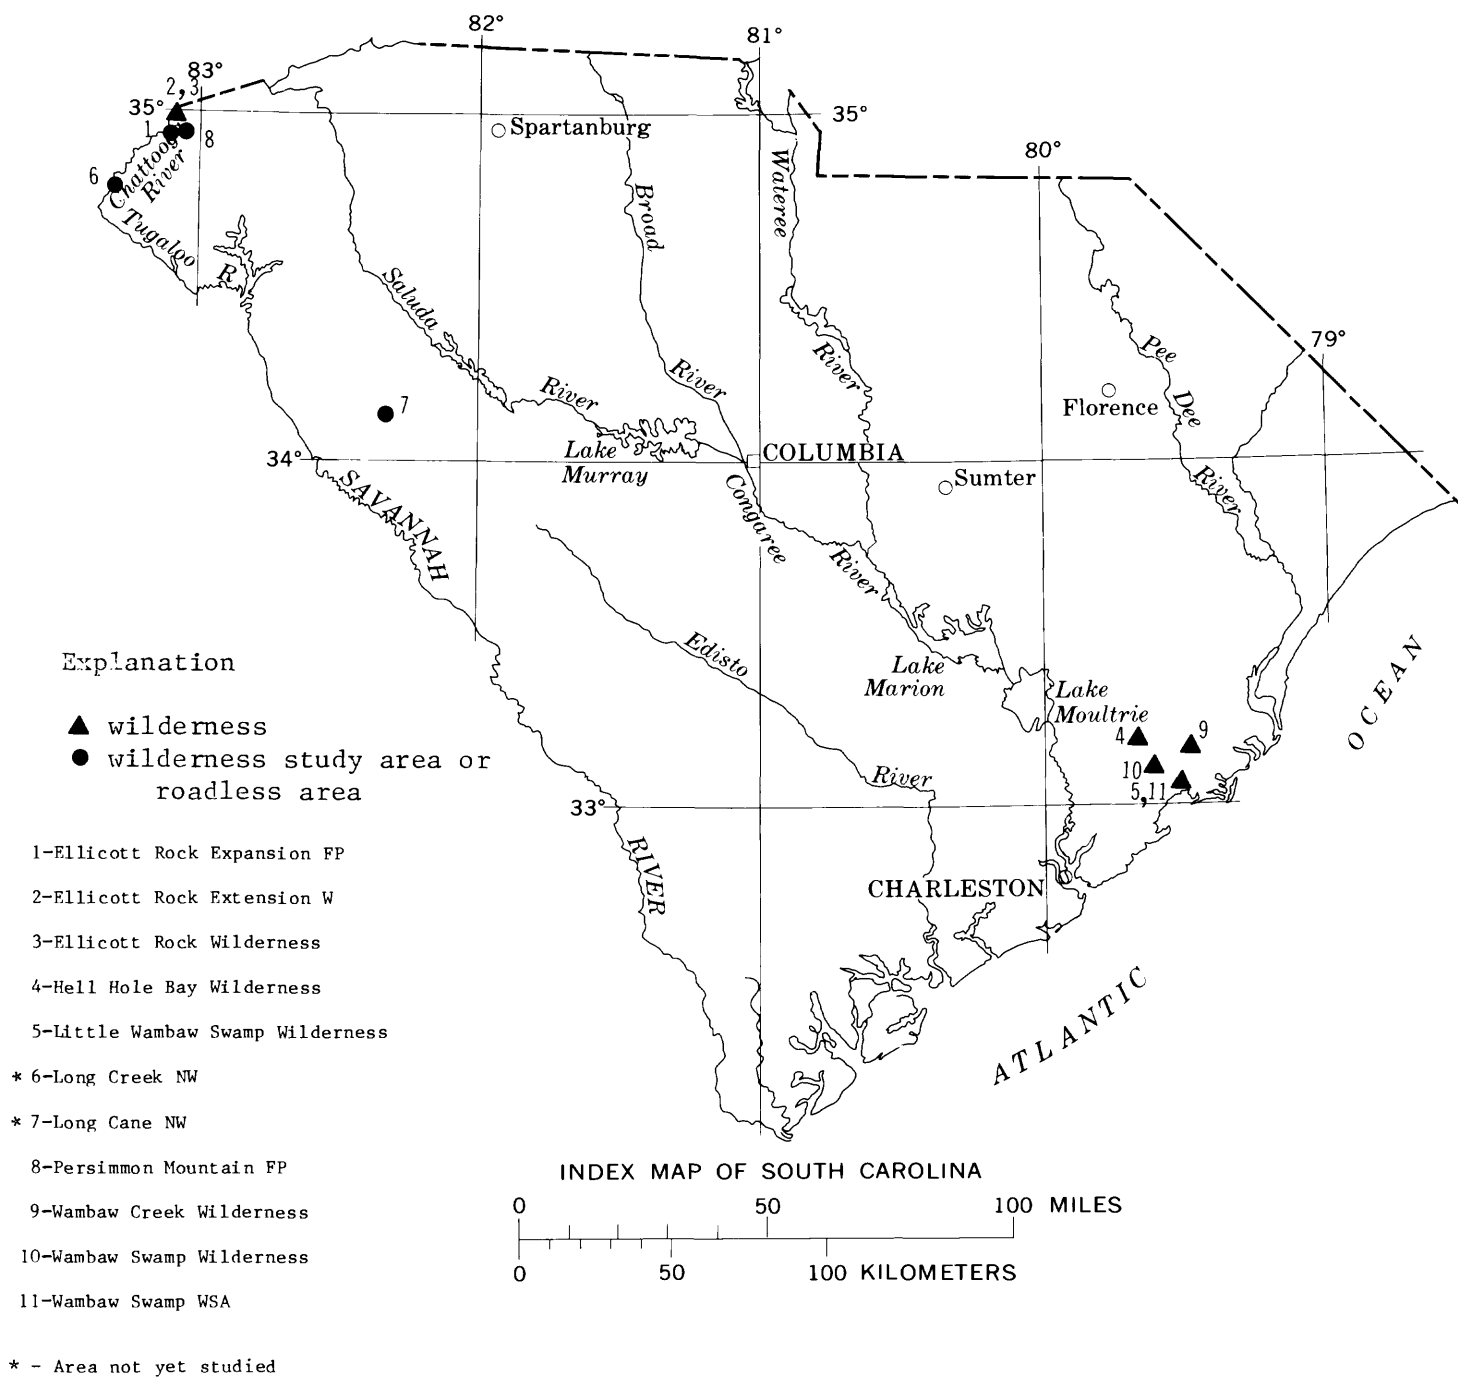 82°
81°
83°
2,3
35°
35°
1
8
Spartanburg
80°
6
Chattooga
River
Tugaloo
R
Broad
Wateree
Saluda
79°
Pee
River
River
River
Dee
Florence
7
34°
Lake
Murray
COLUMBIA
Sumter
River
SAVANNAH
Congaree
River
Edisto
Lake
Marion
Lake
Moultrie
OCEAN
4
9
10
5,11
River
33°
RIVER
CHARLESTON
ATLANTIC
Explanation
wilderness
wilderness study area or
roadless area
1-Ellicott Rock Expansion FP
2-Ellicott Rock Extension W
3-Ellicott Rock Wilderness
4-Hell Hole Bay Wilderness
5-Little Wambaw Swamp Wilderness
* 6-Long Creek NW
* 7-Long Cane NW
8-Persimmon Mountain FP
9-Wambaw Creek Wilderness
10-Wambaw Swamp Wilderness
11-Wambaw Swamp WSA
* - Area not yet studied
INDEX MAP OF SOUTH CAROLINA
0 50 100 MILES
0 50 100 KILOMETERS